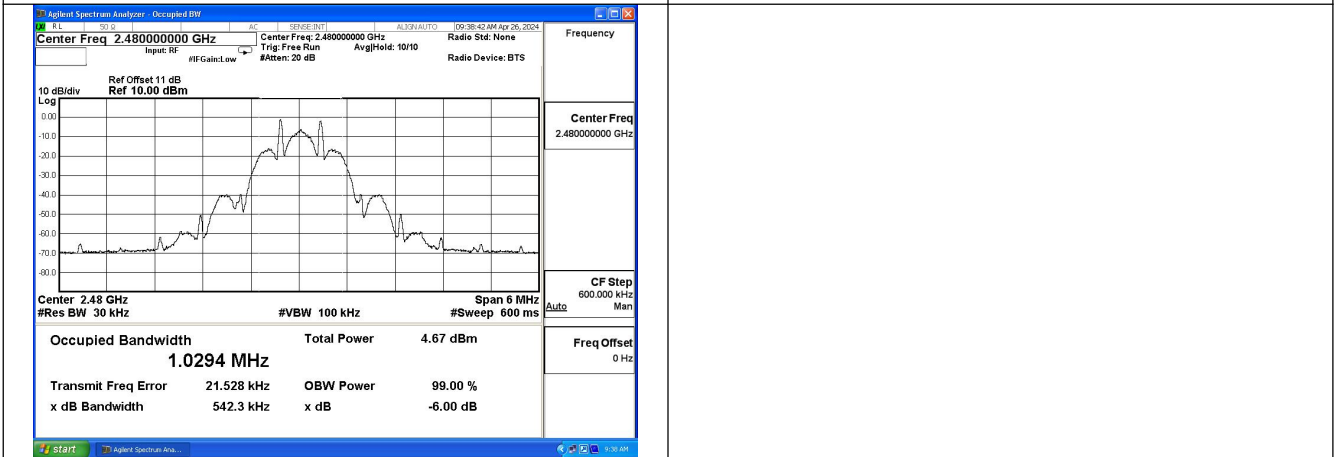 Agilent Spectrum Analyzer - Occupied BW
RL 50 Ω AC SENSE:INT ALIGN AUTO 09:38:42 AM Apr 26, 2024
Center Freq 2.480000000 GHz Center Freq: 2.480000000 GHz Radio Std: None
Input: RF Trig: Free Run Avg|Hold: 10/10
#IFGain:Low #Atten: 20 dB Radio Device: BTS
Frequency
Ref Offset 11 dB
10 dB/div Ref 10.00 dBm
Log
0.00
-10.0
-20.0
-30.0
-40.0
-50.0
-60.0
-70.0
-80.0
Center Freq
2.480000000 GHz
Center 2.48 GHz Span 6 MHz
#Res BW 30 kHz #VBW 100 kHz #Sweep 600 ms
CF Step
600.000 kHz
Auto Man
Occupied Bandwidth Total Power 4.67 dBm
1.0294 MHz
Transmit Freq Error 21.528 kHz OBW Power 99.00 %
x dB Bandwidth 542.3 kHz x dB -6.00 dB
Freq Offset
0 Hz
start Agilent Spectrum Ana... 9:38 AM